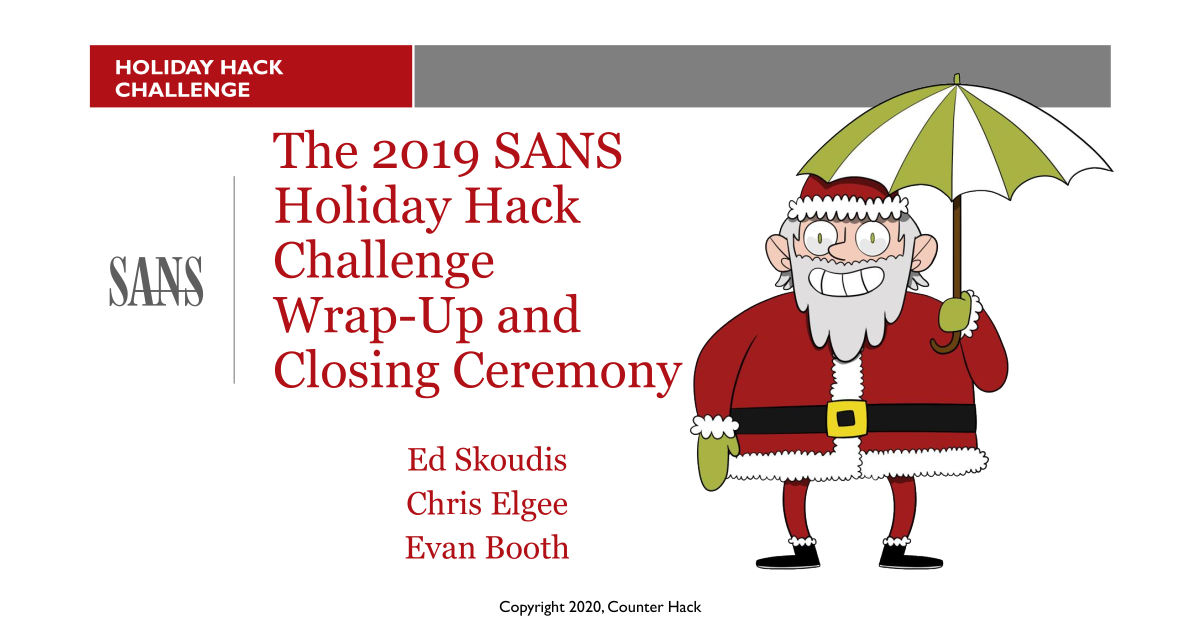 HOLIDAY HACK
CHALLENGE
The 2019 SANS
Holiday Hack
Challenge
Wrap-Up and
Closing Ceremony
SANS
Ed Skoudis
Chris Elgee
Evan Booth
Copyright 2020, Counter Hack